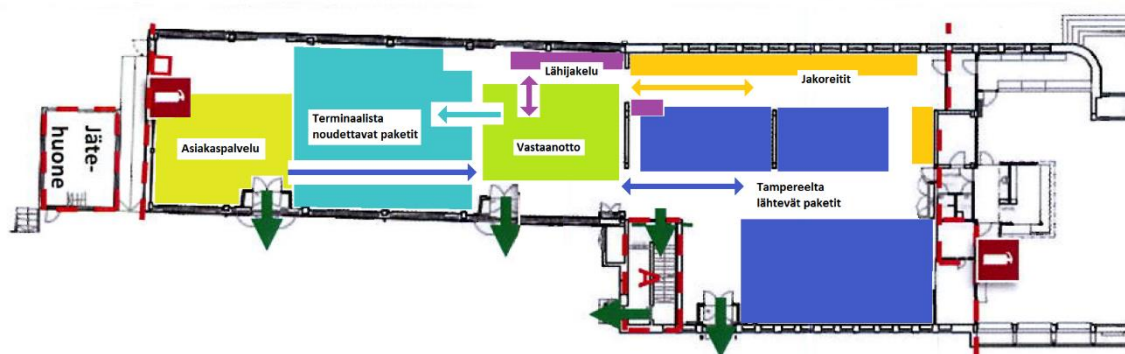 Jäte-
huone
Asiakaspalvelu
Terminaalista
noudettavat paketit
Lähijakelu
Vastaanotto
Jakoreitit
Tampereelta
lähtevät paketit
A